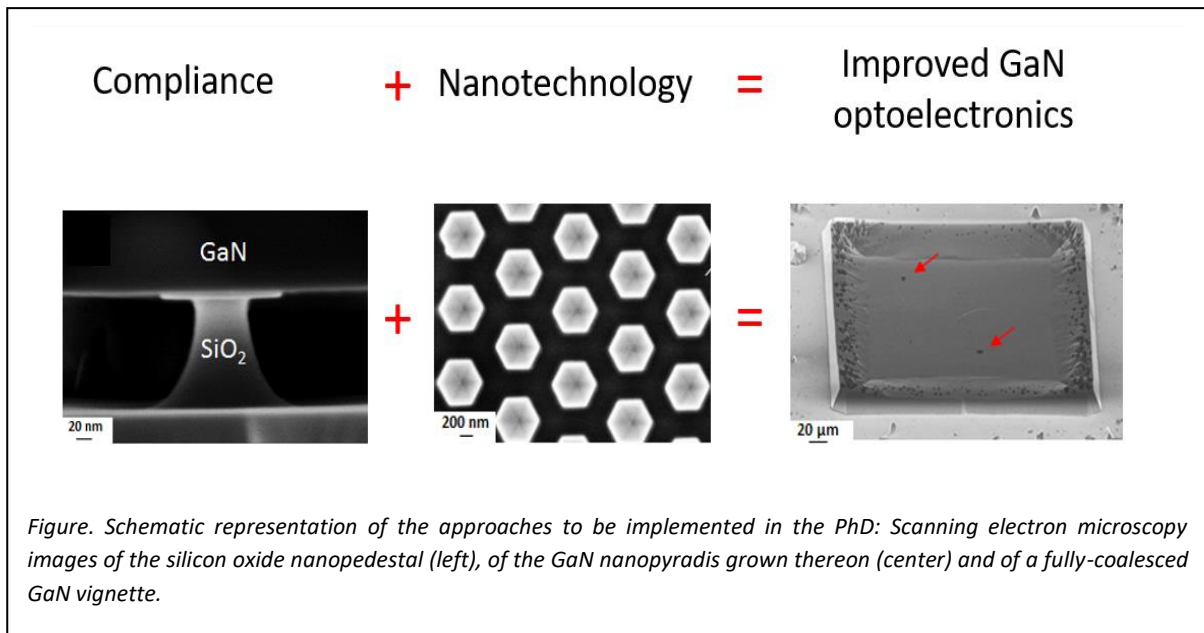 Compliance + Nanotechnology = Improved GaN
optoelectronics
GaN
SiO₂
20 nm
+
200 nm
=
20 µm
Figure. Schematic representation of the approaches to be implemented in the PhD: Scanning electron microscopy
images of the silicon oxide nanopedestal (left), of the GaN nanopyradis grown thereon (center) and of a fully-coalesced
GaN vignette.